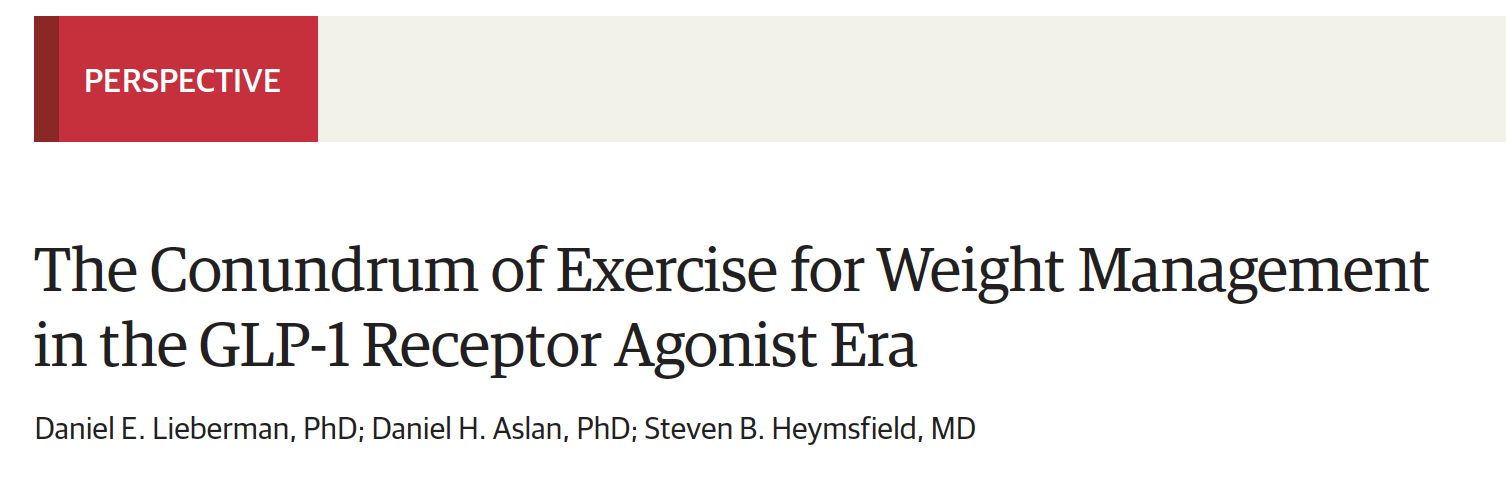 PERSPECTIVE
The Conundrum of Exercise for Weight Management
in the GLP-1 Receptor Agonist Era
Daniel E. Lieberman, PhD; Daniel H. Aslan, PhD; Steven B. Heymsfield, MD